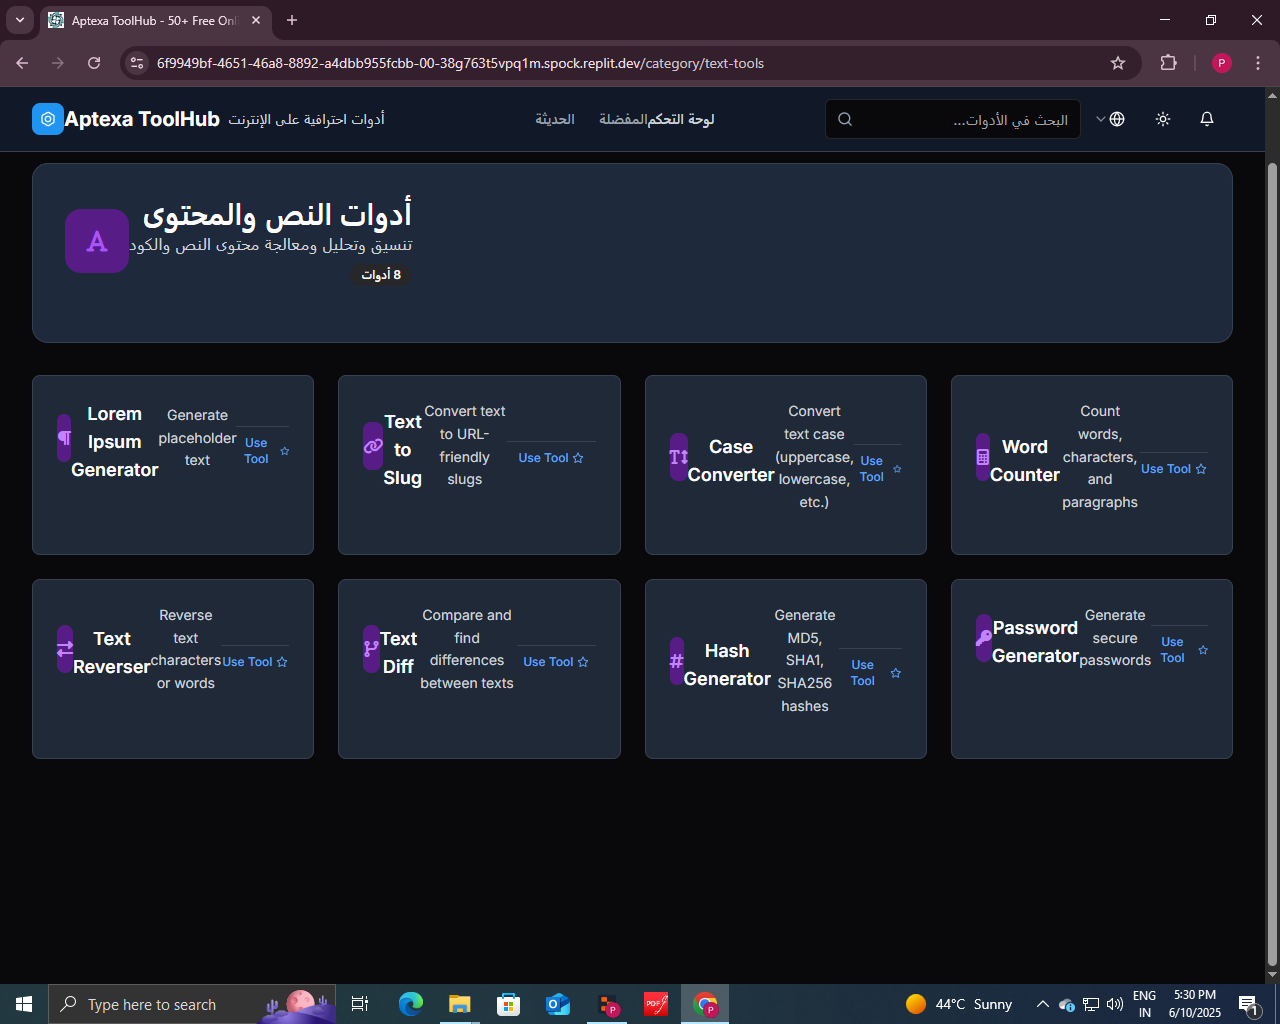 Aptexa ToolHub - 50+ Free Onl
6f9949bf-4651-46a8-8892-a4dbb955fcbb-00-38g763t5vpq1m.spock.replit.dev/category/text-tools
P
Aptexa ToolHub
أدوات احترافية على الإنترنت
الحديثة
المفضلة
لوحة التحكم
البحث في الأدوات...
A
أدوات النص والمحتوى
تنسيق وتحليل ومعالجة محتوى النص والكود
8 أدوات
Lorem
Ipsum
Generator
Generate
placeholder
text
Use
Tool
Text
to
Slug
Convert text
to URL-
friendly
slugs
Use Tool
Case
Converter
Convert
text case
(uppercase,
lowercase,
etc.)
Use
Tool
Word
Counter
Count
words,
characters,
and
paragraphs
Use Tool
Text
Reverser
Reverse
text
characters
or words
Use Tool
Text
Diff
Compare and
find
differences
between texts
Use Tool
#
Hash
Generator
Generate
MD5,
SHA1,
SHA256
hashes
Use
Tool
Password
Generator
Generate
secure
passwords
Use
Tool
Type here to search
PDF
44°C Sunny
ENG
IN
5:30 PM
6/10/2025
1